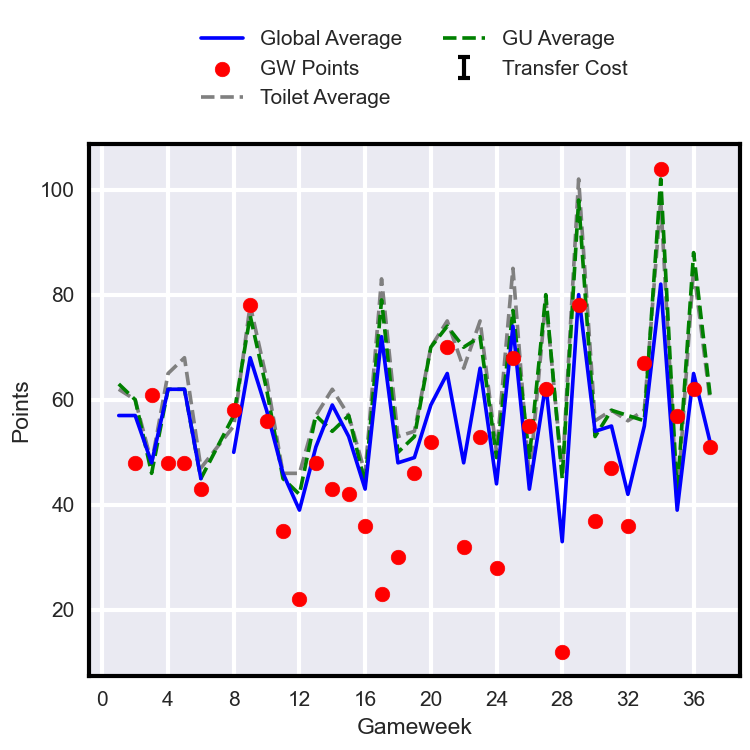 Global Average
GW Points
Toilet Average
GU Average
Transfer Cost
Points
100
80
60
40
20
0 4 8 12 16 20 24 28 32 36
Gameweek